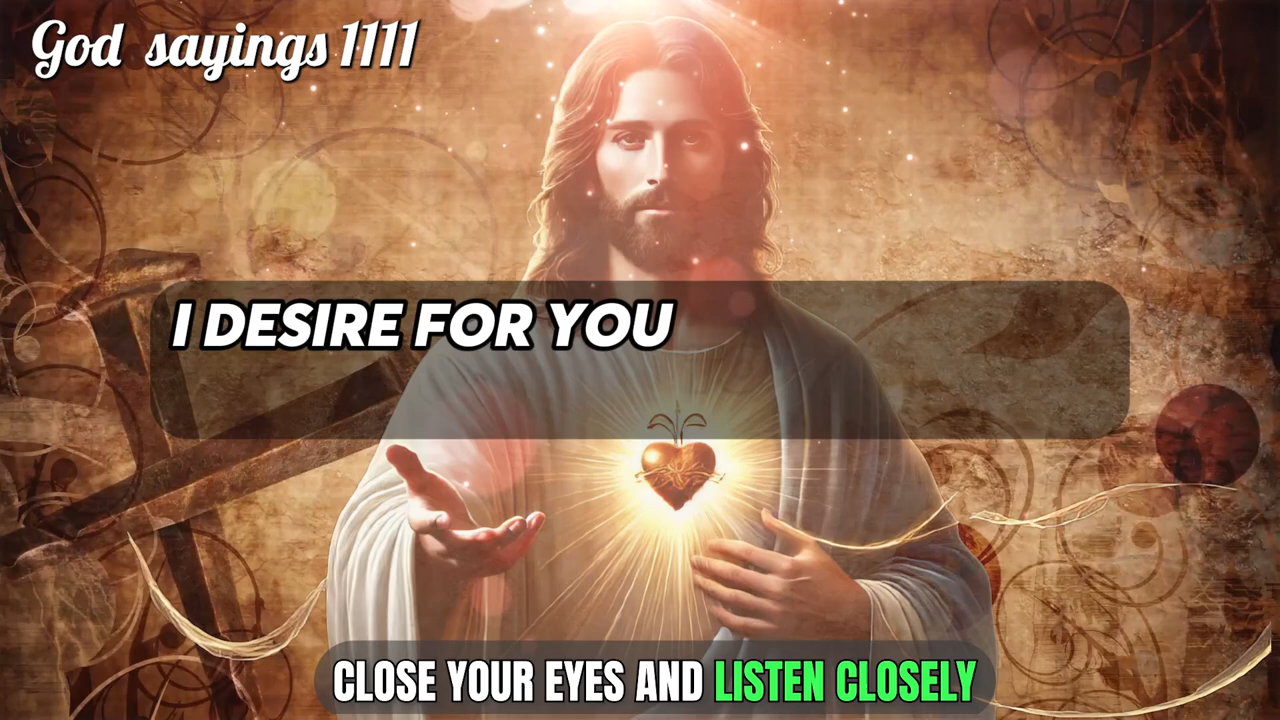 God sayings 1111
I DESIRE FOR YOU
CLOSE YOUR EYES AND LISTEN CLOSELY